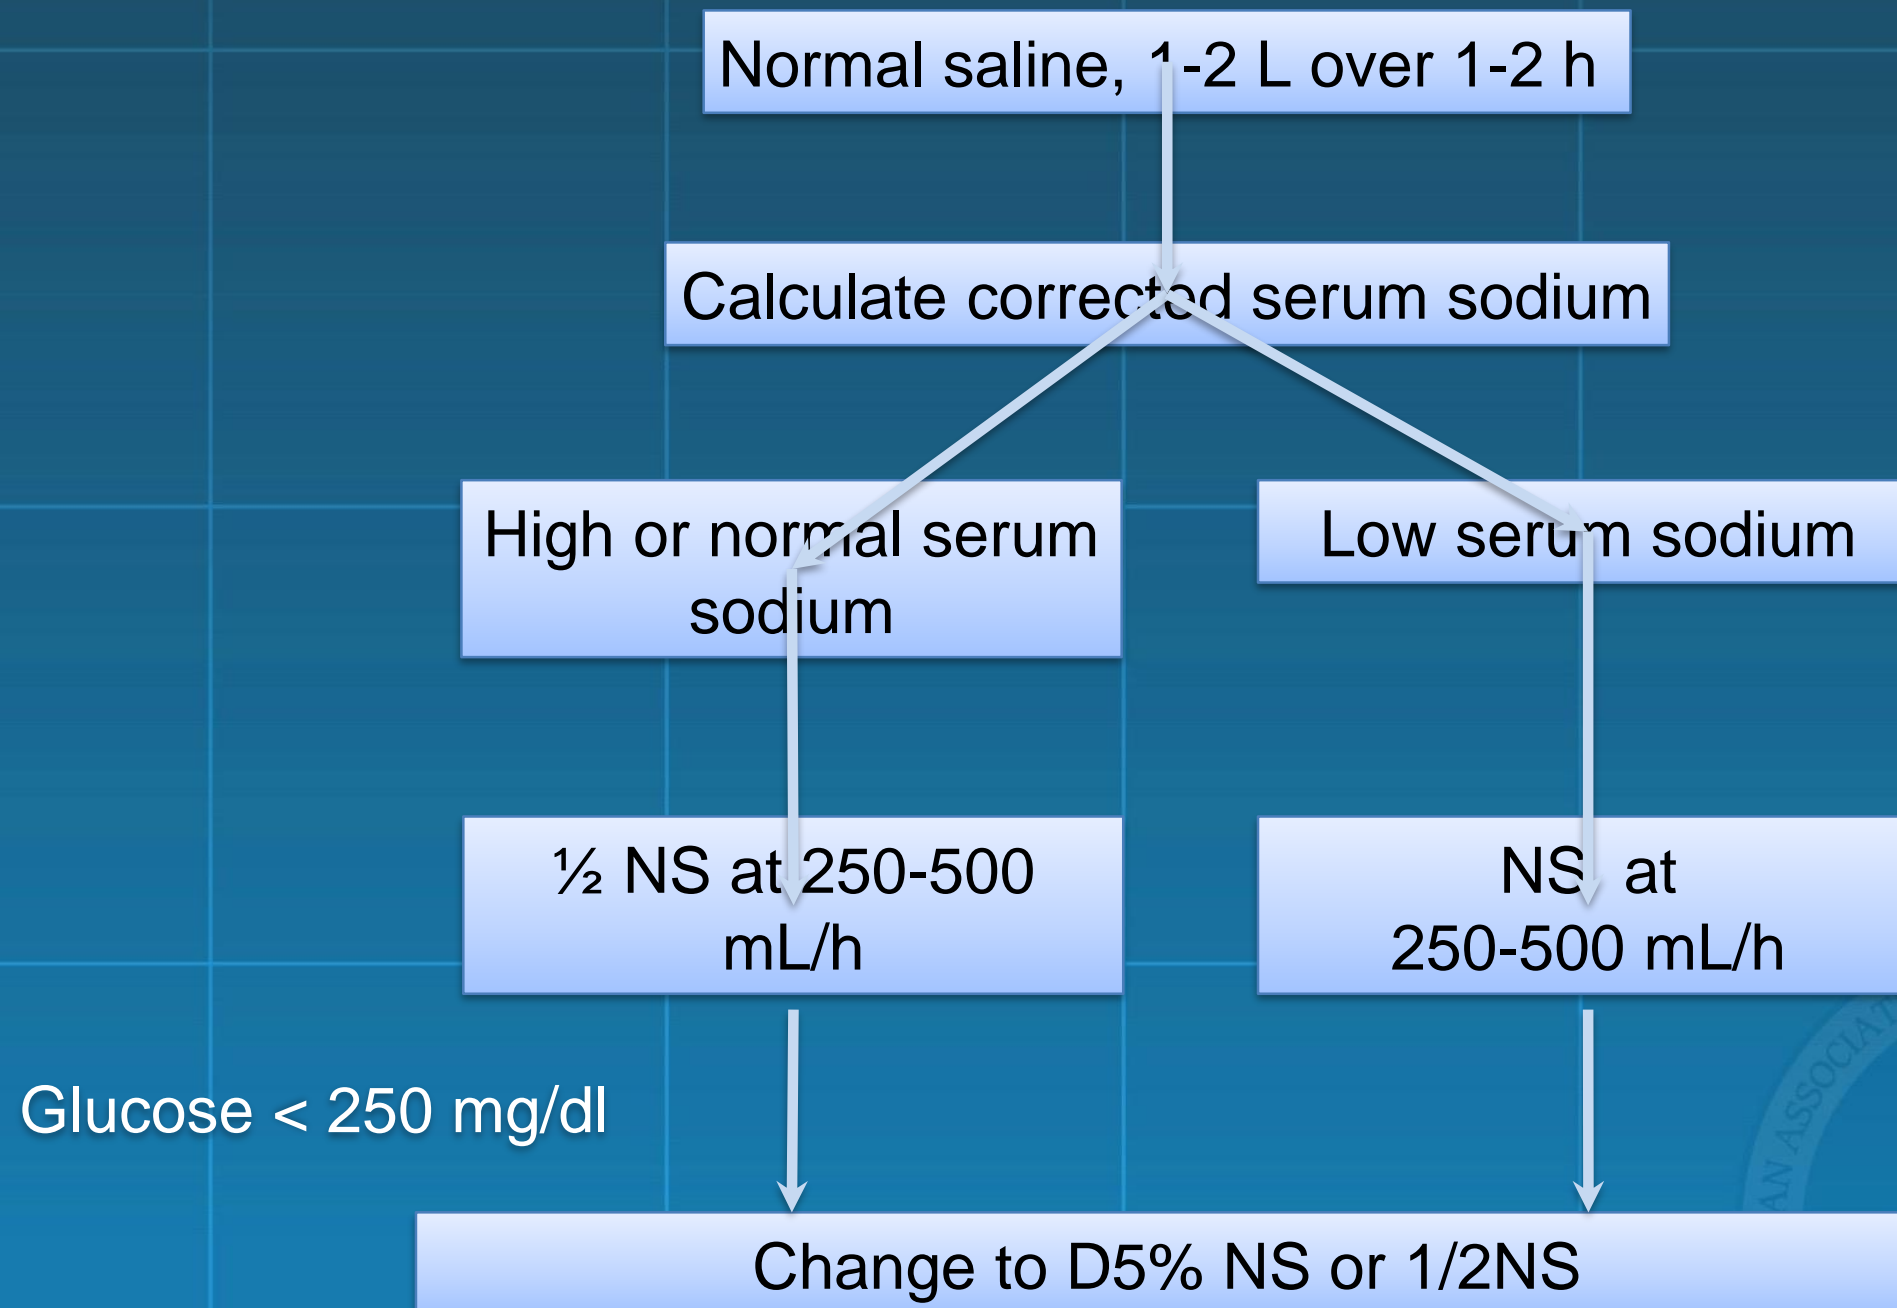 Normal saline, 1-2 L over 1-2 h
Calculate corrected serum sodium
High or normal serum
sodium
Low serum sodium
½ NS at 250-500
mL/h
NS at
250-500 mL/h
Glucose < 250 mg/dl
AN ASSOCIAT
Change to D5% NS or 1/2NS